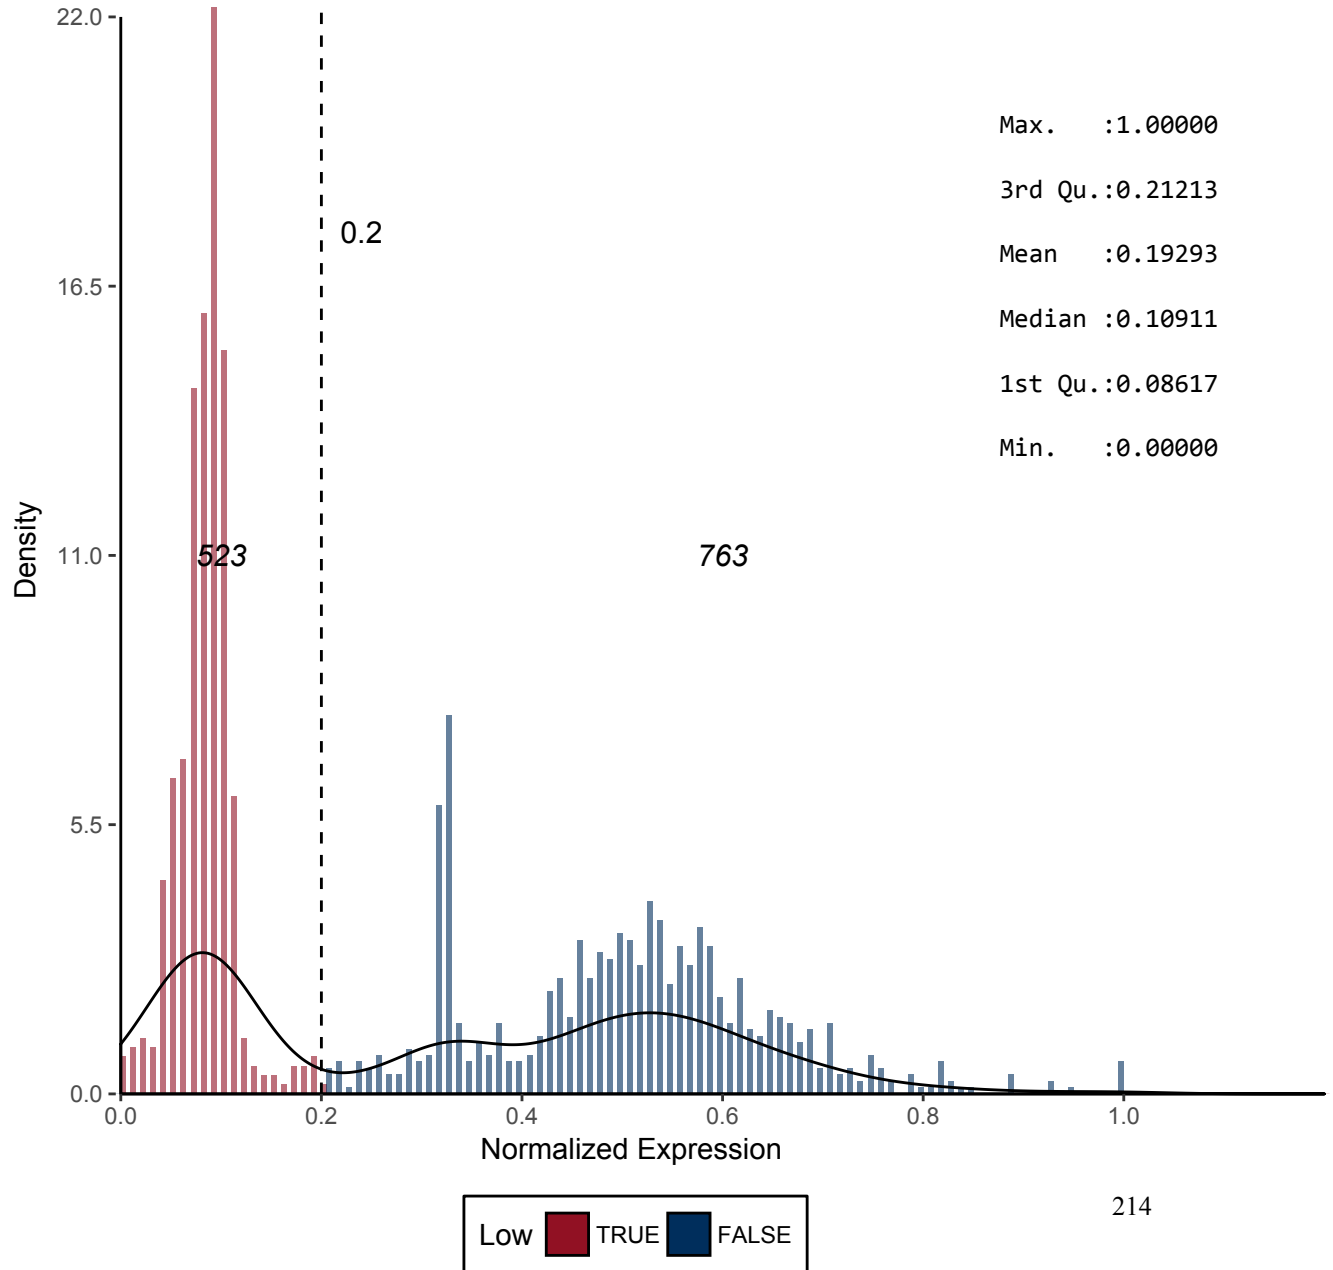 22.0
16.5
11.0
5.5
0.0
Density
0.2
523
763
Max. :1.00000
3rd Qu.:0.21213
Mean :0.19293
Median :0.10911
1st Qu.:0.08617
Min. :0.00000
0.0 0.2 0.4 0.6 0.8 1.0
Normalized Expression
Low TRUE FALSE
214